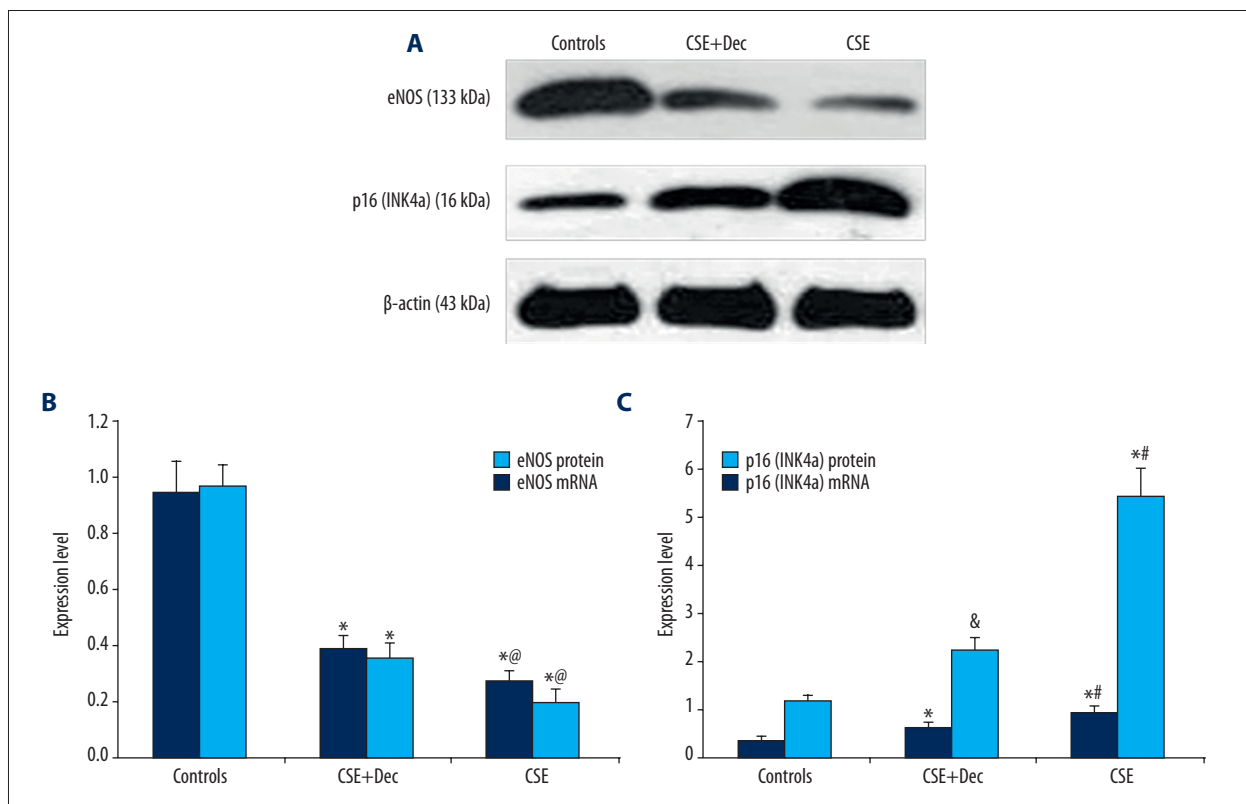 A
Controls CSE+Dec CSE
eNOS (133 kDa)
p16 (INK4a) (16 kDa)
β-actin (43 kDa)
B
1.2
1.0
0.8
0.6
0.4
0.2
0.0
Expression level
eNOS protein
eNOS mRNA
* *
*@ *@
Controls CSE+Dec CSE
C
7
6
5
4
3
2
1
0
Expression level
p16 (INK4a) protein
p16 (INK4a) mRNA
* &
*# *#
Controls CSE+Dec CSE